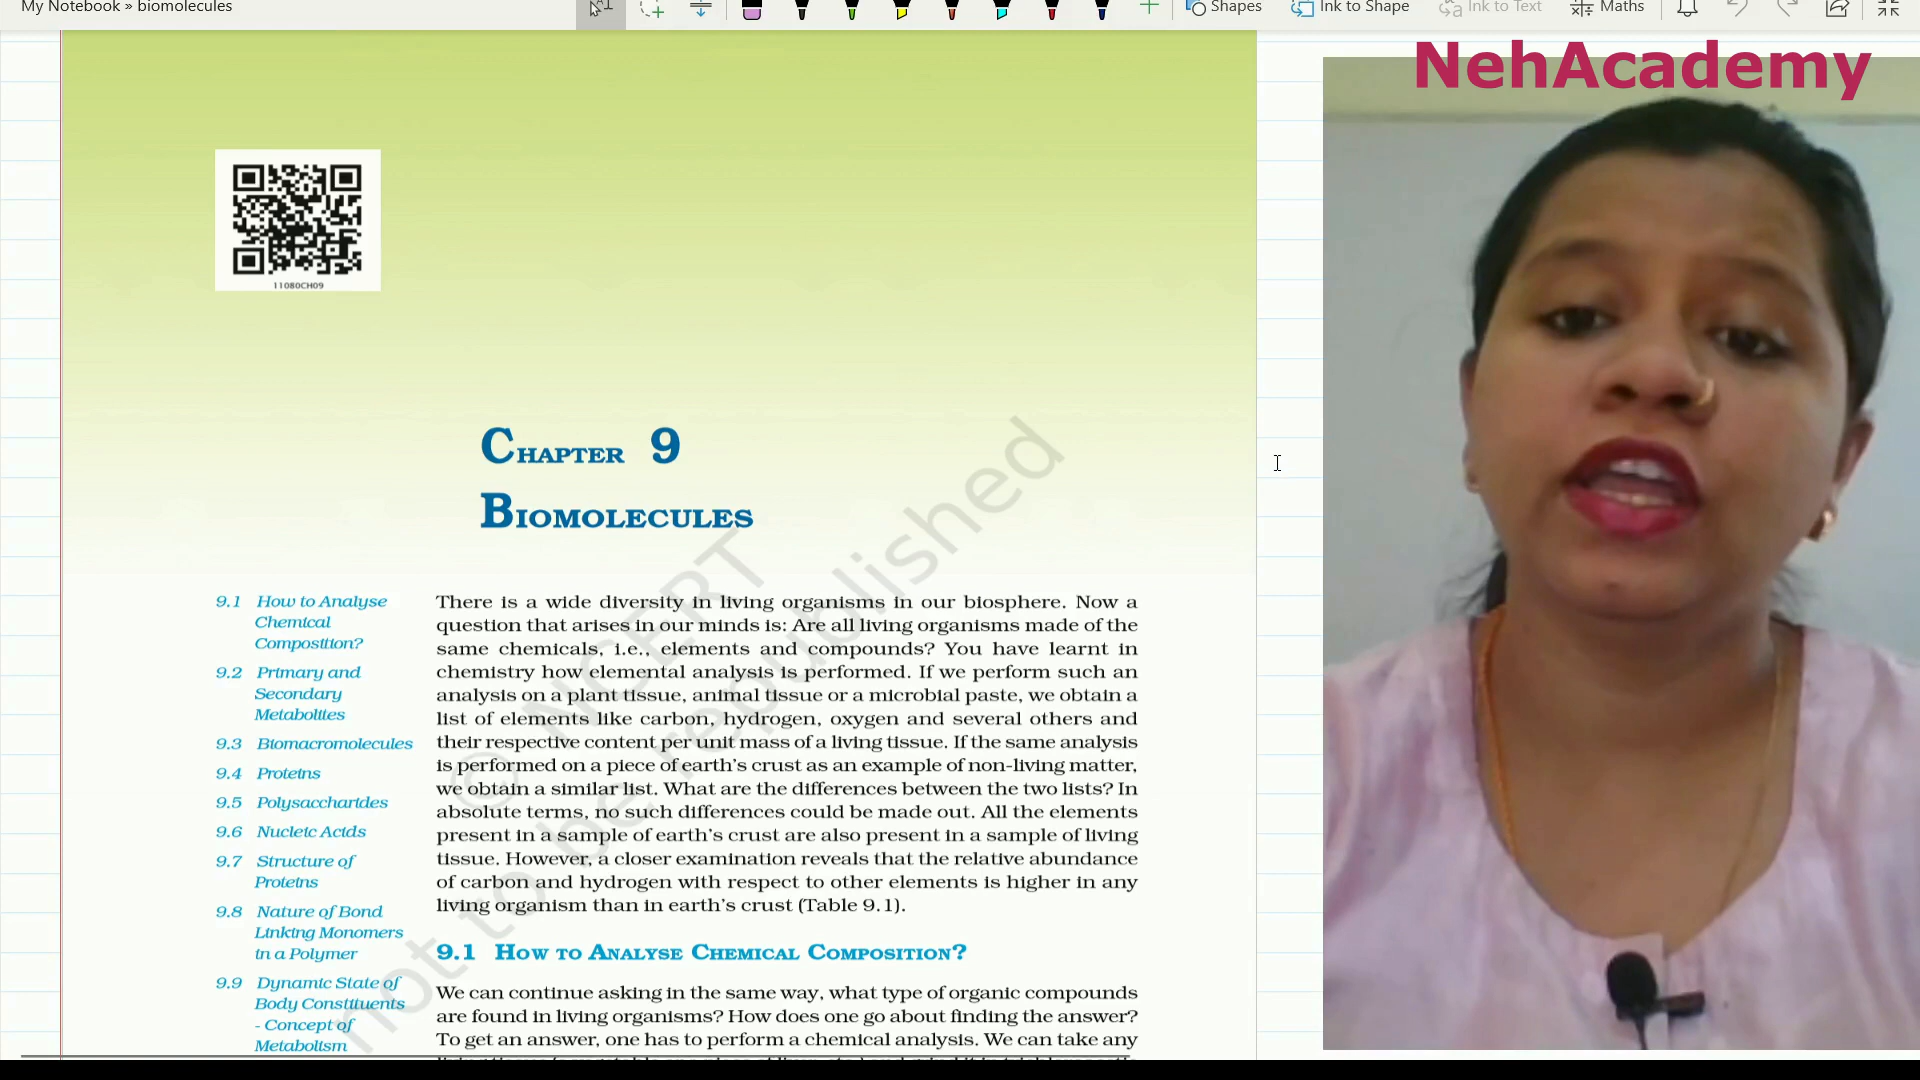 My Notebook » biomolecules
Shapes
Ink to Shape
Ink to Text
Maths
NehAcademy
11080CH09
CHAPTER 9
BIOMOLECULES
9.1 How to Analyse
Chemical
Composition?
9.2 Primary and
Secondary
Metabolites
9.3 Biomacromolecules
9.4 Proteins
9.5 Polysaccharides
9.6 Nucleic Acids
9.7 Structure of
Proteins
9.8 Nature of Bond
Linking Monomers
in a Polymer
9.9 Dynamic State of
Body Constituents
- Concept of
Metabolism
There is a wide diversity in living organisms in our biosphere. Now a
question that arises in our minds is: Are all living organisms made of the
same chemicals, i.e., elements and compounds? You have learnt in
chemistry how elemental analysis is performed. If we perform such an
analysis on a plant tissue, animal tissue or a microbial paste, we obtain a
list of elements like carbon, hydrogen, oxygen and several others and
their respective content per unit mass of a living tissue. If the same analysis
is performed on a piece of earth's crust as an example of non-living matter,
we obtain a similar list. What are the differences between the two lists? In
absolute terms, no such differences could be made out. All the elements
present in a sample of earth's crust are also present in a sample of living
tissue. However, a closer examination reveals that the relative abundance
of carbon and hydrogen with respect to other elements is higher in any
living organism than in earth's crust (Table 9.1).
9.1 HOW TO ANALYSE CHEMICAL COMPOSITION?
We can continue asking in the same way, what type of organic compounds
are found in living organisms? How does one go about finding the answer?
To get an answer, one has to perform a chemical analysis. We can take any
© NCERT
not to be republished